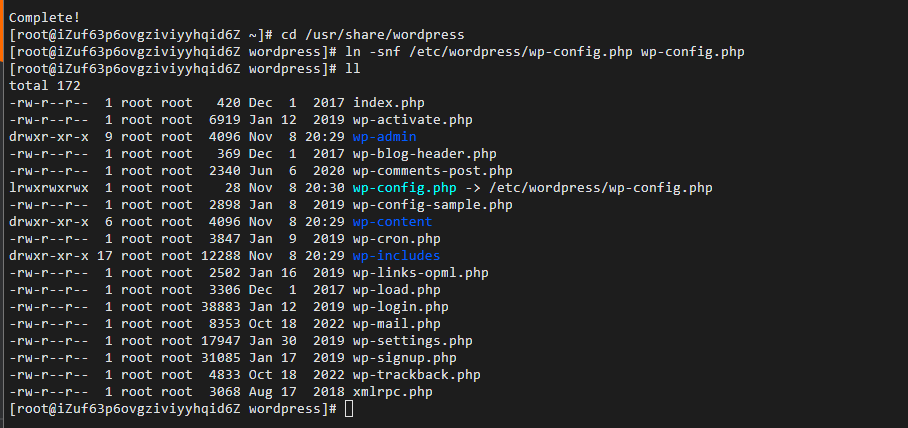 Complete!
[root@iZuf63p6ovgziviyyhqid6Z ~]# cd /usr/share/wordpress
[root@iZuf63p6ovgziviyyhqid6Z wordpress]# ln -snf /etc/wordpress/wp-config.php wp-config.php
[root@iZuf63p6ovgziviyyhqid6Z wordpress]# ll
total 172
-rw-r--r--  1 root root   420 Dec  1  2017 index.php
-rw-r--r--  1 root root  6919 Jan 12  2019 wp-activate.php
drwxr-xr-x  9 root root  4096 Nov  8 20:29 wp-admin
-rw-r--r--  1 root root   369 Dec  1  2017 wp-blog-header.php
-rw-r--r--  1 root root  2340 Jun  6  2020 wp-comments-post.php
lrwxrwxrwx  1 root root    28 Nov  8 20:30 wp-config.php -> /etc/wordpress/wp-config.php
-rw-r--r--  1 root root  2898 Jan  8  2019 wp-config-sample.php
drwxr-xr-x  6 root root  4096 Nov  8 20:29 wp-content
-rw-r--r--  1 root root  3847 Jan  9  2019 wp-cron.php
drwxr-xr-x 17 root root 12288 Nov  8 20:29 wp-includes
-rw-r--r--  1 root root  2502 Jan 16  2019 wp-links-opml.php
-rw-r--r--  1 root root  3306 Dec  1  2017 wp-load.php
-rw-r--r--  1 root root 38883 Jan 12  2019 wp-login.php
-rw-r--r--  1 root root  8353 Oct 18  2022 wp-mail.php
-rw-r--r--  1 root root 17947 Jan 30  2019 wp-settings.php
-rw-r--r--  1 root root 31085 Jan 17  2019 wp-signup.php
-rw-r--r--  1 root root  4833 Oct 18  2022 wp-trackback.php
-rw-r--r--  1 root root  3068 Aug 17  2018 xmlrpc.php
[root@iZuf63p6ovgziviyyhqid6Z wordpress]#